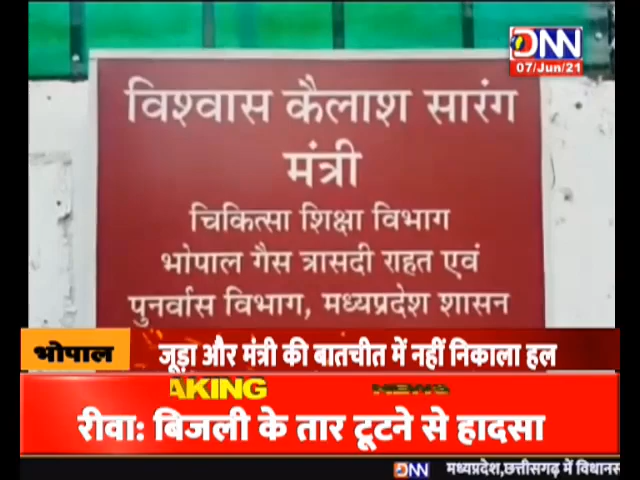 DNN
07/Jun/21
विश्वास कैलाश सारंग
मंत्री
चिकित्सा शिक्षा विभाग
भोपाल गैस त्रासदी राहत एवं
पुनर्वास विभाग, मध्यप्रदेश शासन
भोपाल
जूड़ा और मंत्री की बातचीत में नहीं निकाला हल
AKING NEWS
रीवा: बिजली के तार टूटने से हादसा
DNN मध्यप्रदेश,छत्तीसगढ़ में विधानस